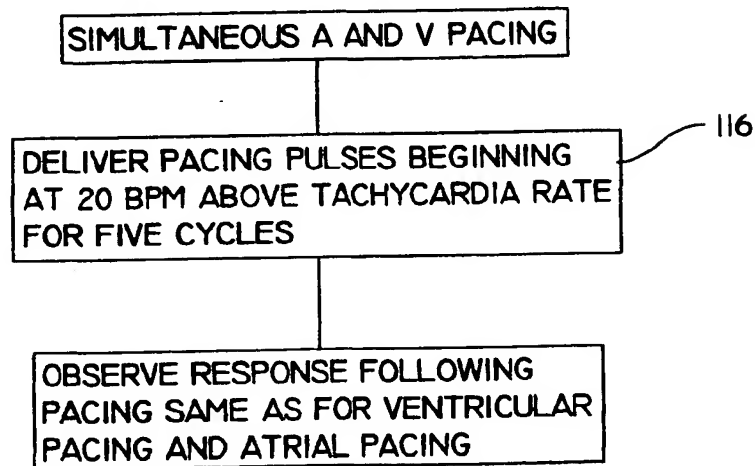 SIMULTANEOUS A AND V PACING
116
DELIVER PACING PULSES BEGINNING
AT 20 BPM ABOVE TACHYCARDIA RATE
FOR FIVE CYCLES
OBSERVE RESPONSE FOLLOWING
PACING SAME AS FOR VENTRICULAR
PACING AND ATRIAL PACING